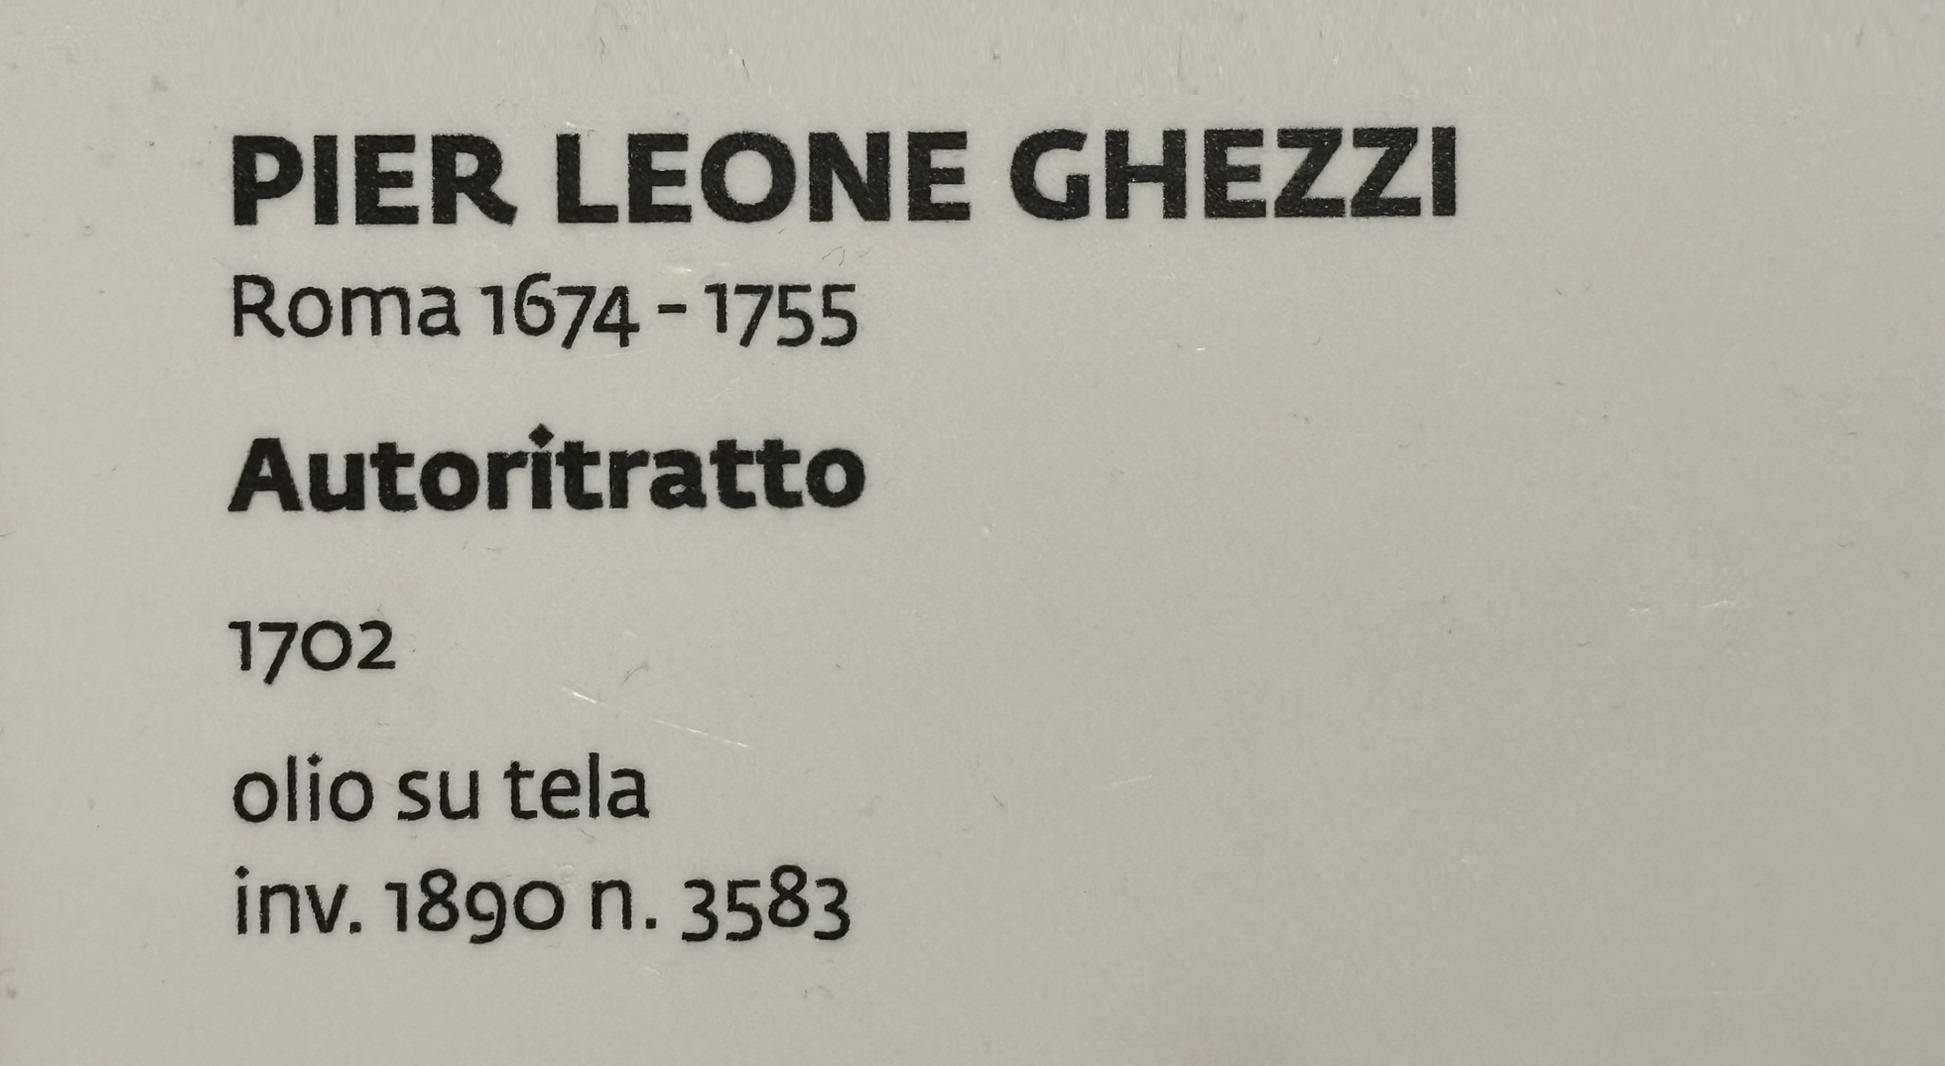 PIER LEONE GHEZZI
Roma 1674 - 1755
Autoritratto
1702
olio su tela
inv. 1890 n. 3583